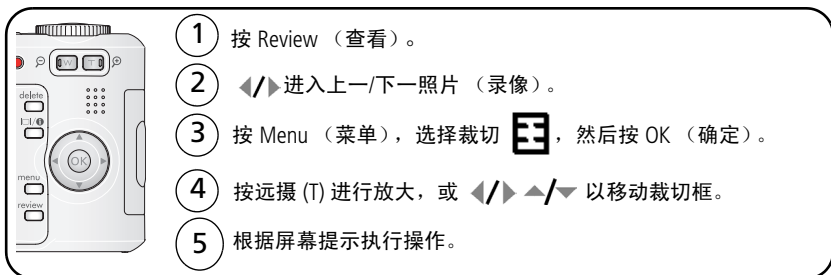 1 按 Review （查看）。
2 ◀/▶进入上一/下一照片 （录像）。
3 按 Menu （菜单），选择裁切 ，然后按 OK （确定）。
4 按远摄 (T) 进行放大，或 ◀/▶ ▲/▼ 以移动裁切框。
5 根据屏幕提示执行操作。
W T
delete
OK
menu
review